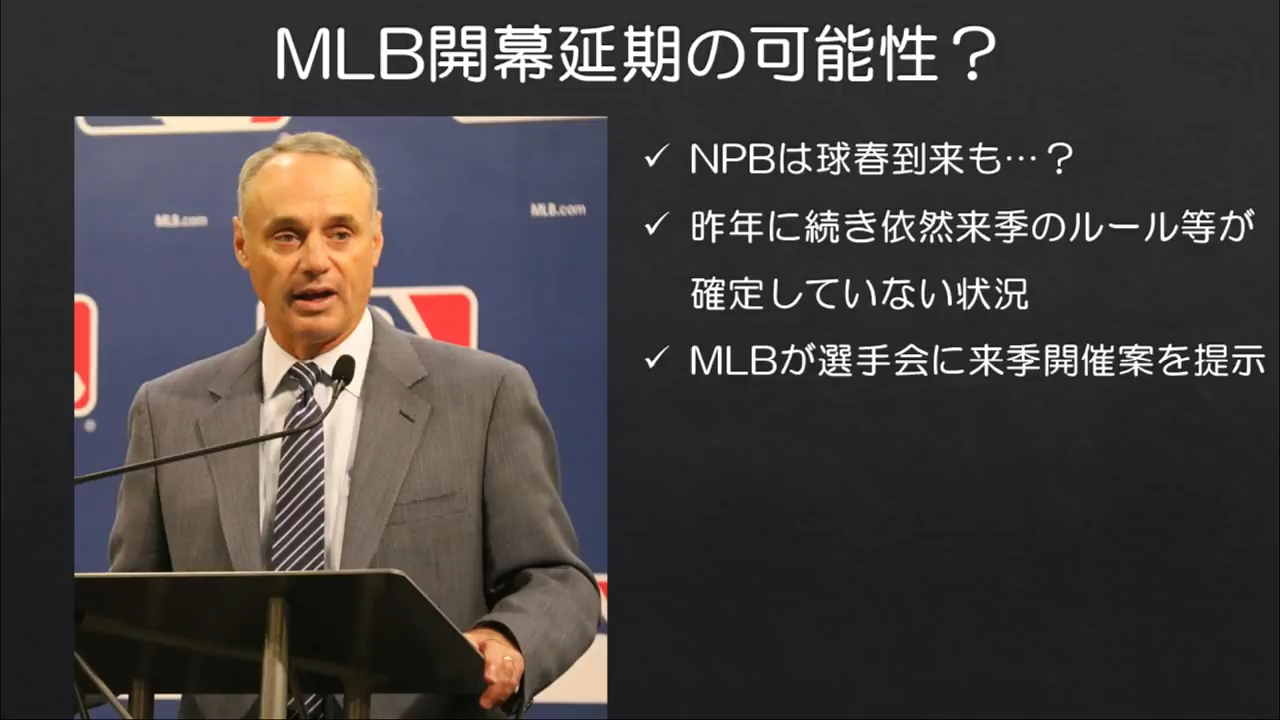 MLB開幕延期の可能性？
MLB.com
MLB.com
✓ NPBは球春到来も…？
✓ 昨年に続き依然来季のルール等が
確定していない状況
✓ MLBが選手会に来季開催案を提示